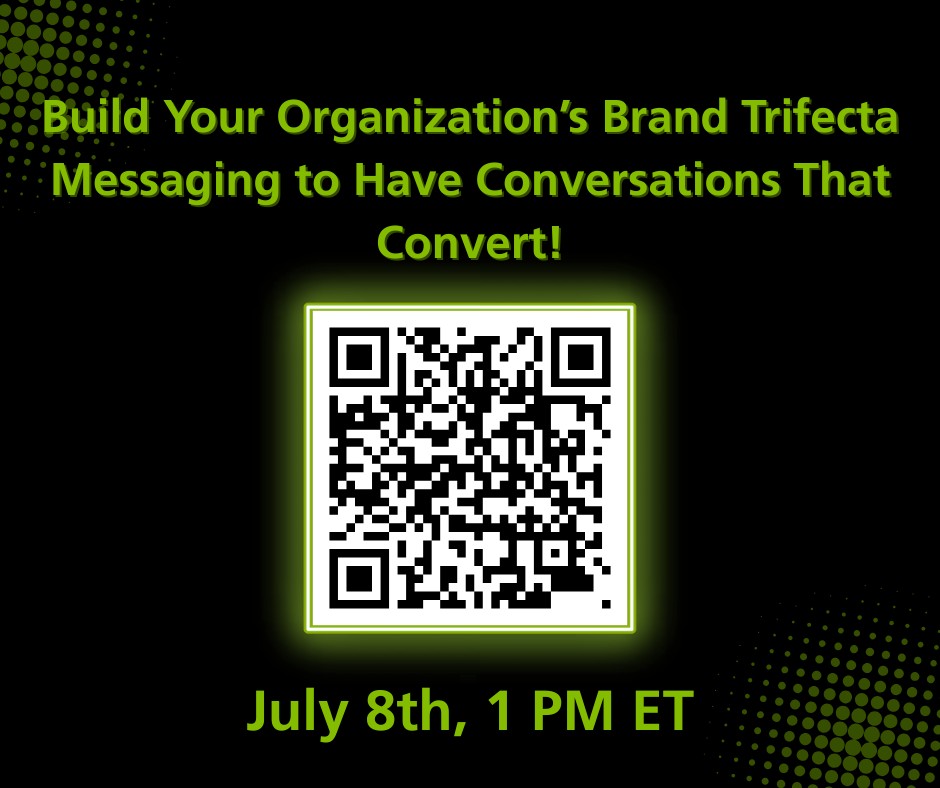 Build Your Organization’s Brand Trifecta
Messaging to Have Conversations That
Convert!
July 8th, 1 PM ET